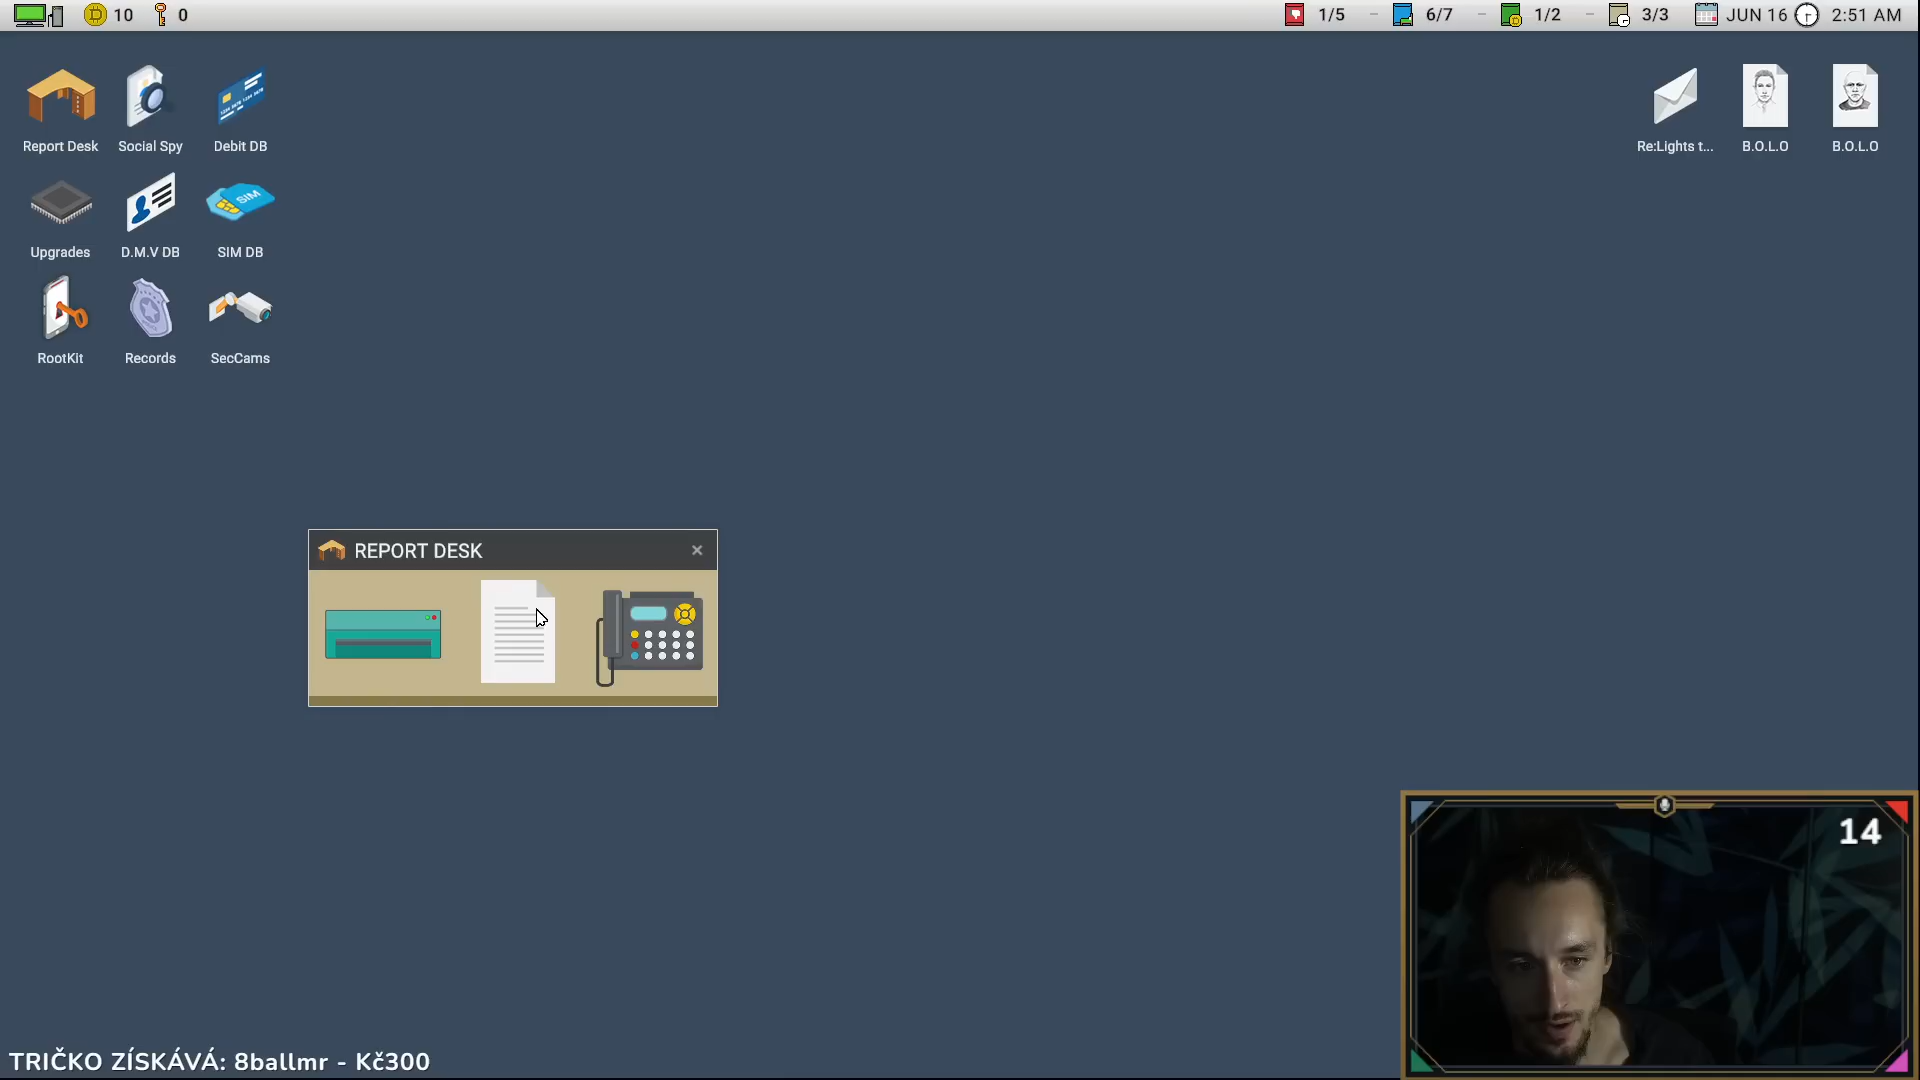 10 0 1/5 - 6/7 - 1/2 - 3/3 JUN 16 2:51 AM
Report Desk Social Spy Debit DB Re:Lights t... B.O.L.O B.O.L.O
Upgrades D.M.V DB SIM DB
RootKit Records SecCams
REPORT DESK
14
TRIČKO ZÍSKÁVÁ: 8ballmr - Kč300